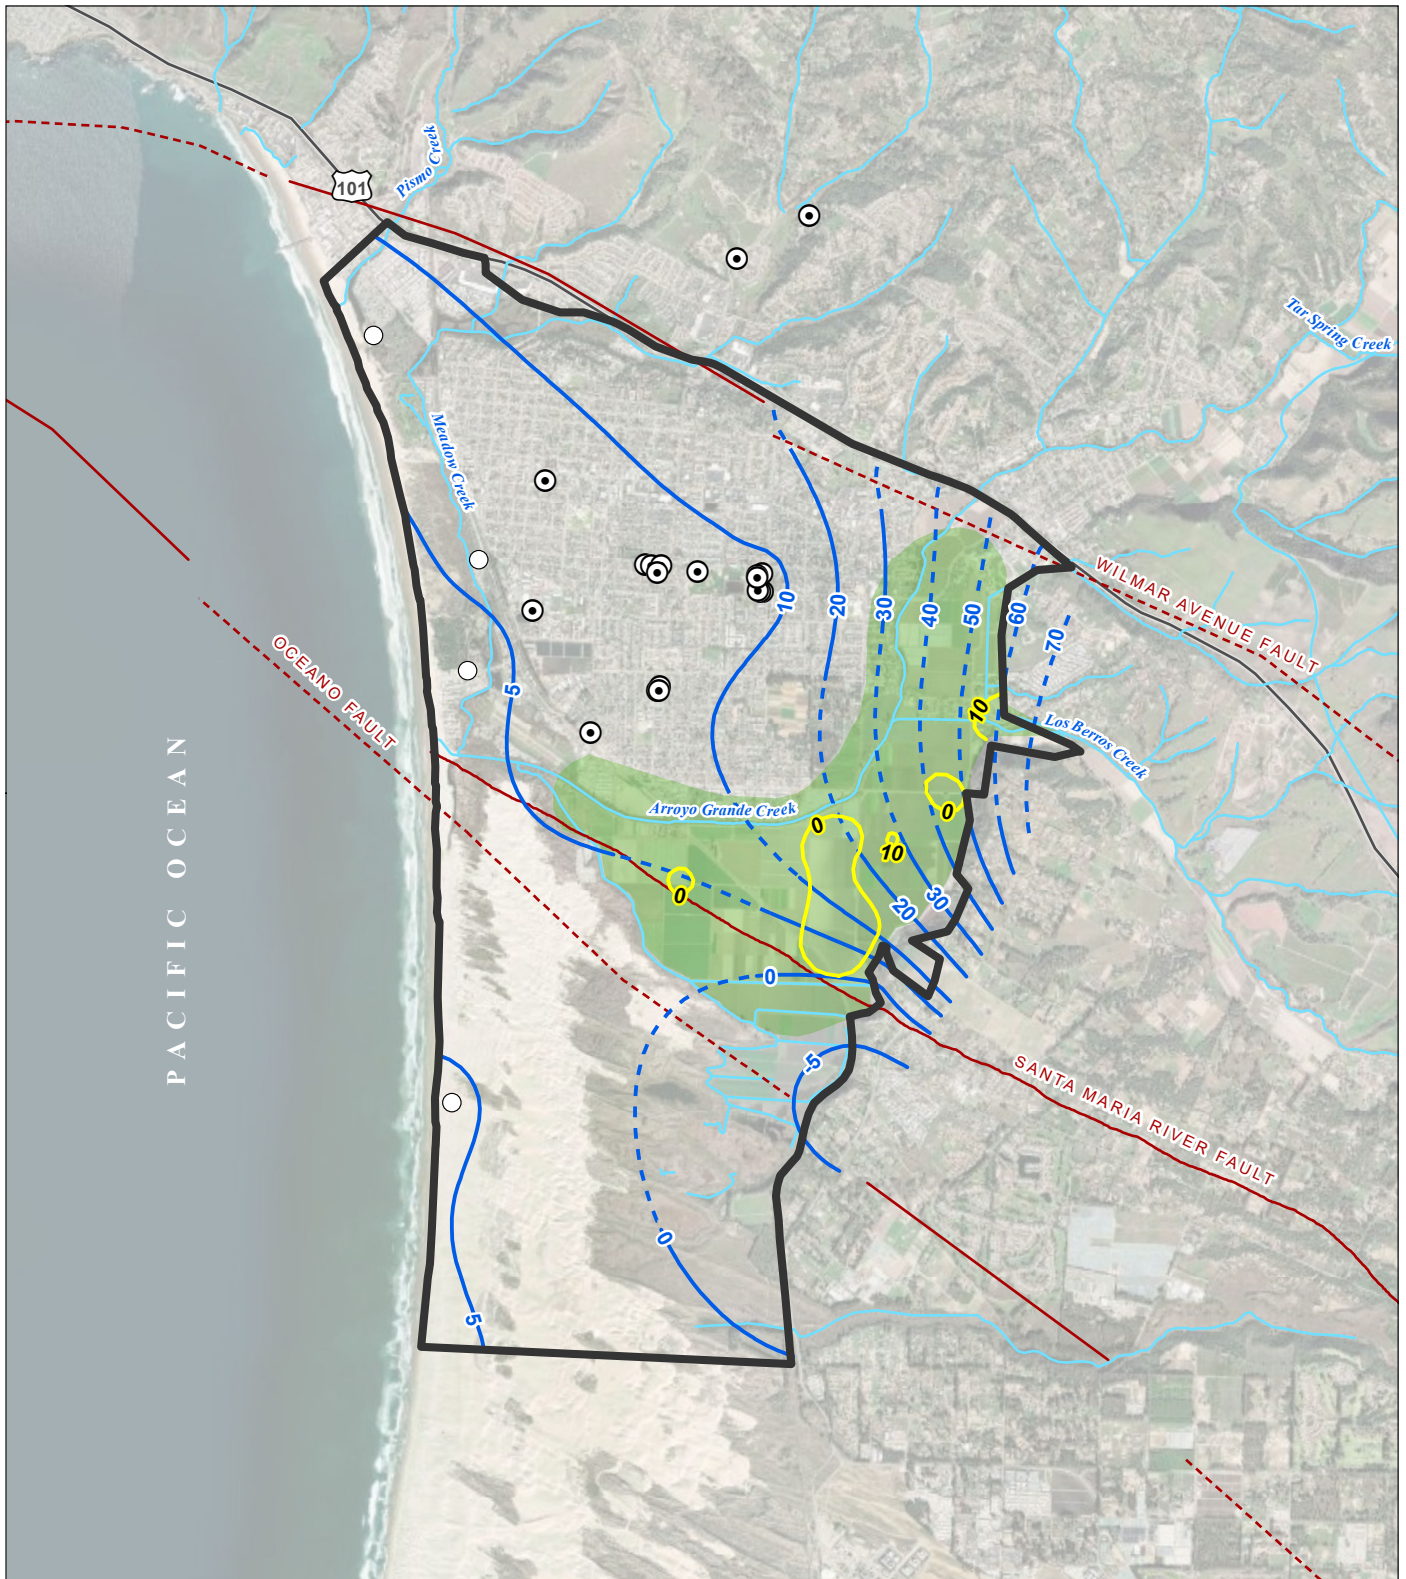 Pismo Creek
101
Tar Spring Creek
Meadow Creek
WILMAR AVENUE FAULT
10
20
30
40
50
60
70
OCEANO FAULT
5
10
Los Berros Creek
PACIFIC OCEAN
Arroyo Grande Creek
0
0
10
0
20
30
0
-5
SANTA MARIA RIVER FAULT
0
5